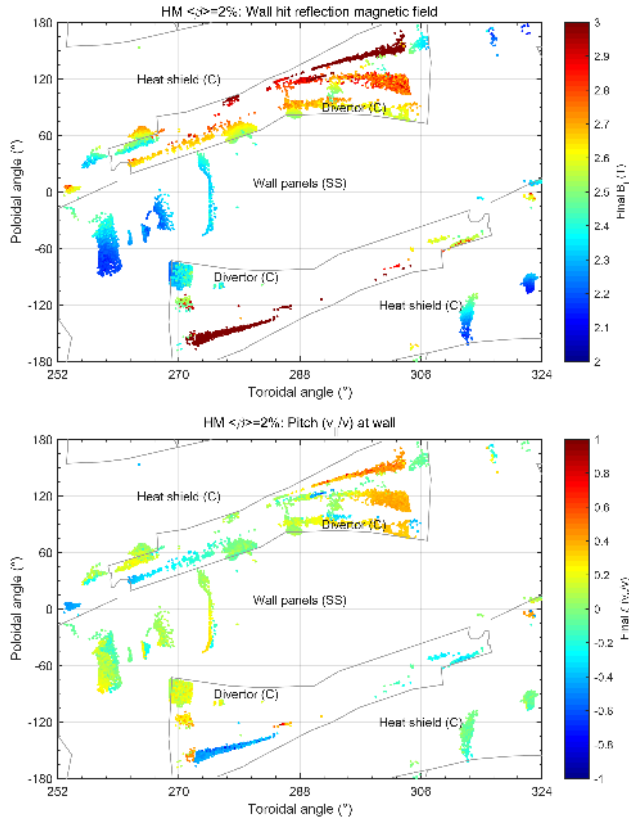 HM <β>=2%: Wall hit reflection magnetic field
180
120
60
0
-60
-120
-180
252
270
288
306
324
Poloidal angle (°)
Toroidal angle (°)
Heat shield (C)
Divertor (C)
Wall panels (SS)
Divertor (C)
Heat shield (C)
3
2.9
2.8
2.7
2.6
2.5
2.4
2.3
2.2
2.1
2
HM <β>=2%: Pitch (v||/v) at wall
180
120
60
0
-60
-120
-180
252
270
288
306
324
Poloidal angle (°)
Toroidal angle (°)
Heat shield (C)
Divertor (C)
Wall panels (SS)
Divertor (C)
Heat shield (C)
1
0.8
0.6
0.4
0.2
0
-0.2
-0.4
-0.6
-0.8
-1